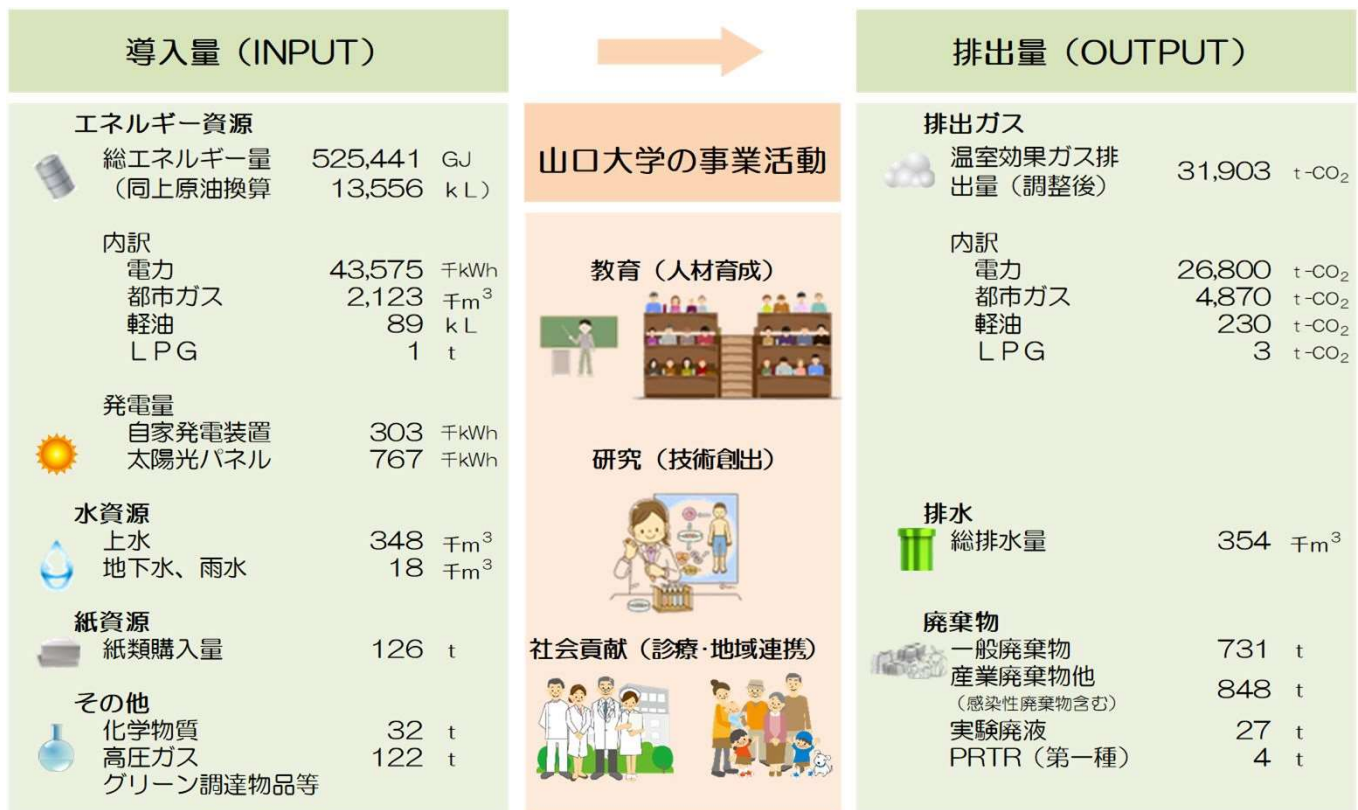 導入量（INPUT）
エネルギー資源
総エネルギー量 525,441 GJ
（同上原油換算 13,556 kL）
内訳
電力 43,575 千kWh
都市ガス 2,123 千m³
軽油 89 kL
LPG 1 t
発電量
自家発電装置 303 千kWh
太陽光パネル 767 千kWh
水資源
上水 348 千m³
地下水、雨水 18 千m³
紙資源
紙類購入量 126 t
その他
化学物質 32 t
高圧ガス 122 t
グリーン調達物品等
山口大学の事業活動
教育（人材育成）
研究（技術創出）
社会貢献（診療・地域連携）
排出量（OUTPUT）
排出ガス
温室効果ガス排
出量（調整後） 31,903 t-CO₂
内訳
電力 26,800 t-CO₂
都市ガス 4,870 t-CO₂
軽油 230 t-CO₂
LPG 3 t-CO₂
排水
総排水量 354 千m³
廃棄物
一般廃棄物 731 t
産業廃棄物他 848 t
（感染性廃棄物含む）
実験廃液 27 t
PRTR（第一種） 4 t